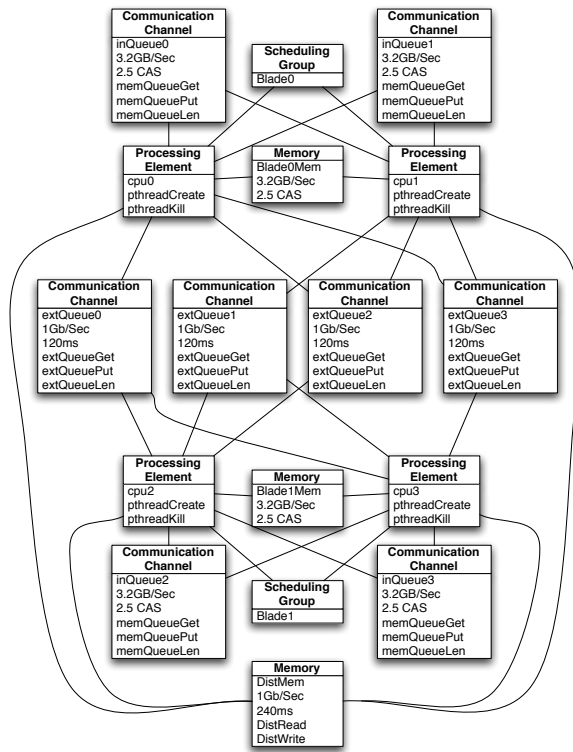 Communication
Channel
inQueue0
3.2GB/Sec
2.5 CAS
memQueueGet
memQueuePut
memQueueLen
Scheduling
Group
Blade0
Communication
Channel
inQueue1
3.2GB/Sec
2.5 CAS
memQueueGet
memQueuePut
memQueueLen
Processing
Element
cpu0
pthreadCreate
pthreadKill
Memory
Blade0Mem
3.2GB/Sec
2.5 CAS
Processing
Element
cpu1
pthreadCreate
pthreadKill
Communication
Channel
extQueue0
1Gb/Sec
120ms
extQueueGet
extQueuePut
extQueueLen
Communication
Channel
extQueue1
1Gb/Sec
120ms
extQueueGet
extQueuePut
extQueueLen
Communication
Channel
extQueue2
1Gb/Sec
120ms
extQueueGet
extQueuePut
extQueueLen
Communication
Channel
extQueue3
1Gb/Sec
120ms
extQueueGet
extQueuePut
extQueueLen
Processing
Element
cpu2
pthreadCreate
pthreadKill
Memory
Blade1Mem
3.2GB/Sec
2.5 CAS
Processing
Element
cpu3
pthreadCreate
pthreadKill
Communication
Channel
inQueue2
3.2GB/Sec
2.5 CAS
memQueueGet
memQueuePut
memQueueLen
Scheduling
Group
Blade1
Communication
Channel
inQueue3
3.2GB/Sec
2.5 CAS
memQueueGet
memQueuePut
memQueueLen
Memory
DistMem
1Gb/Sec
240ms
DistRead
DistWrite